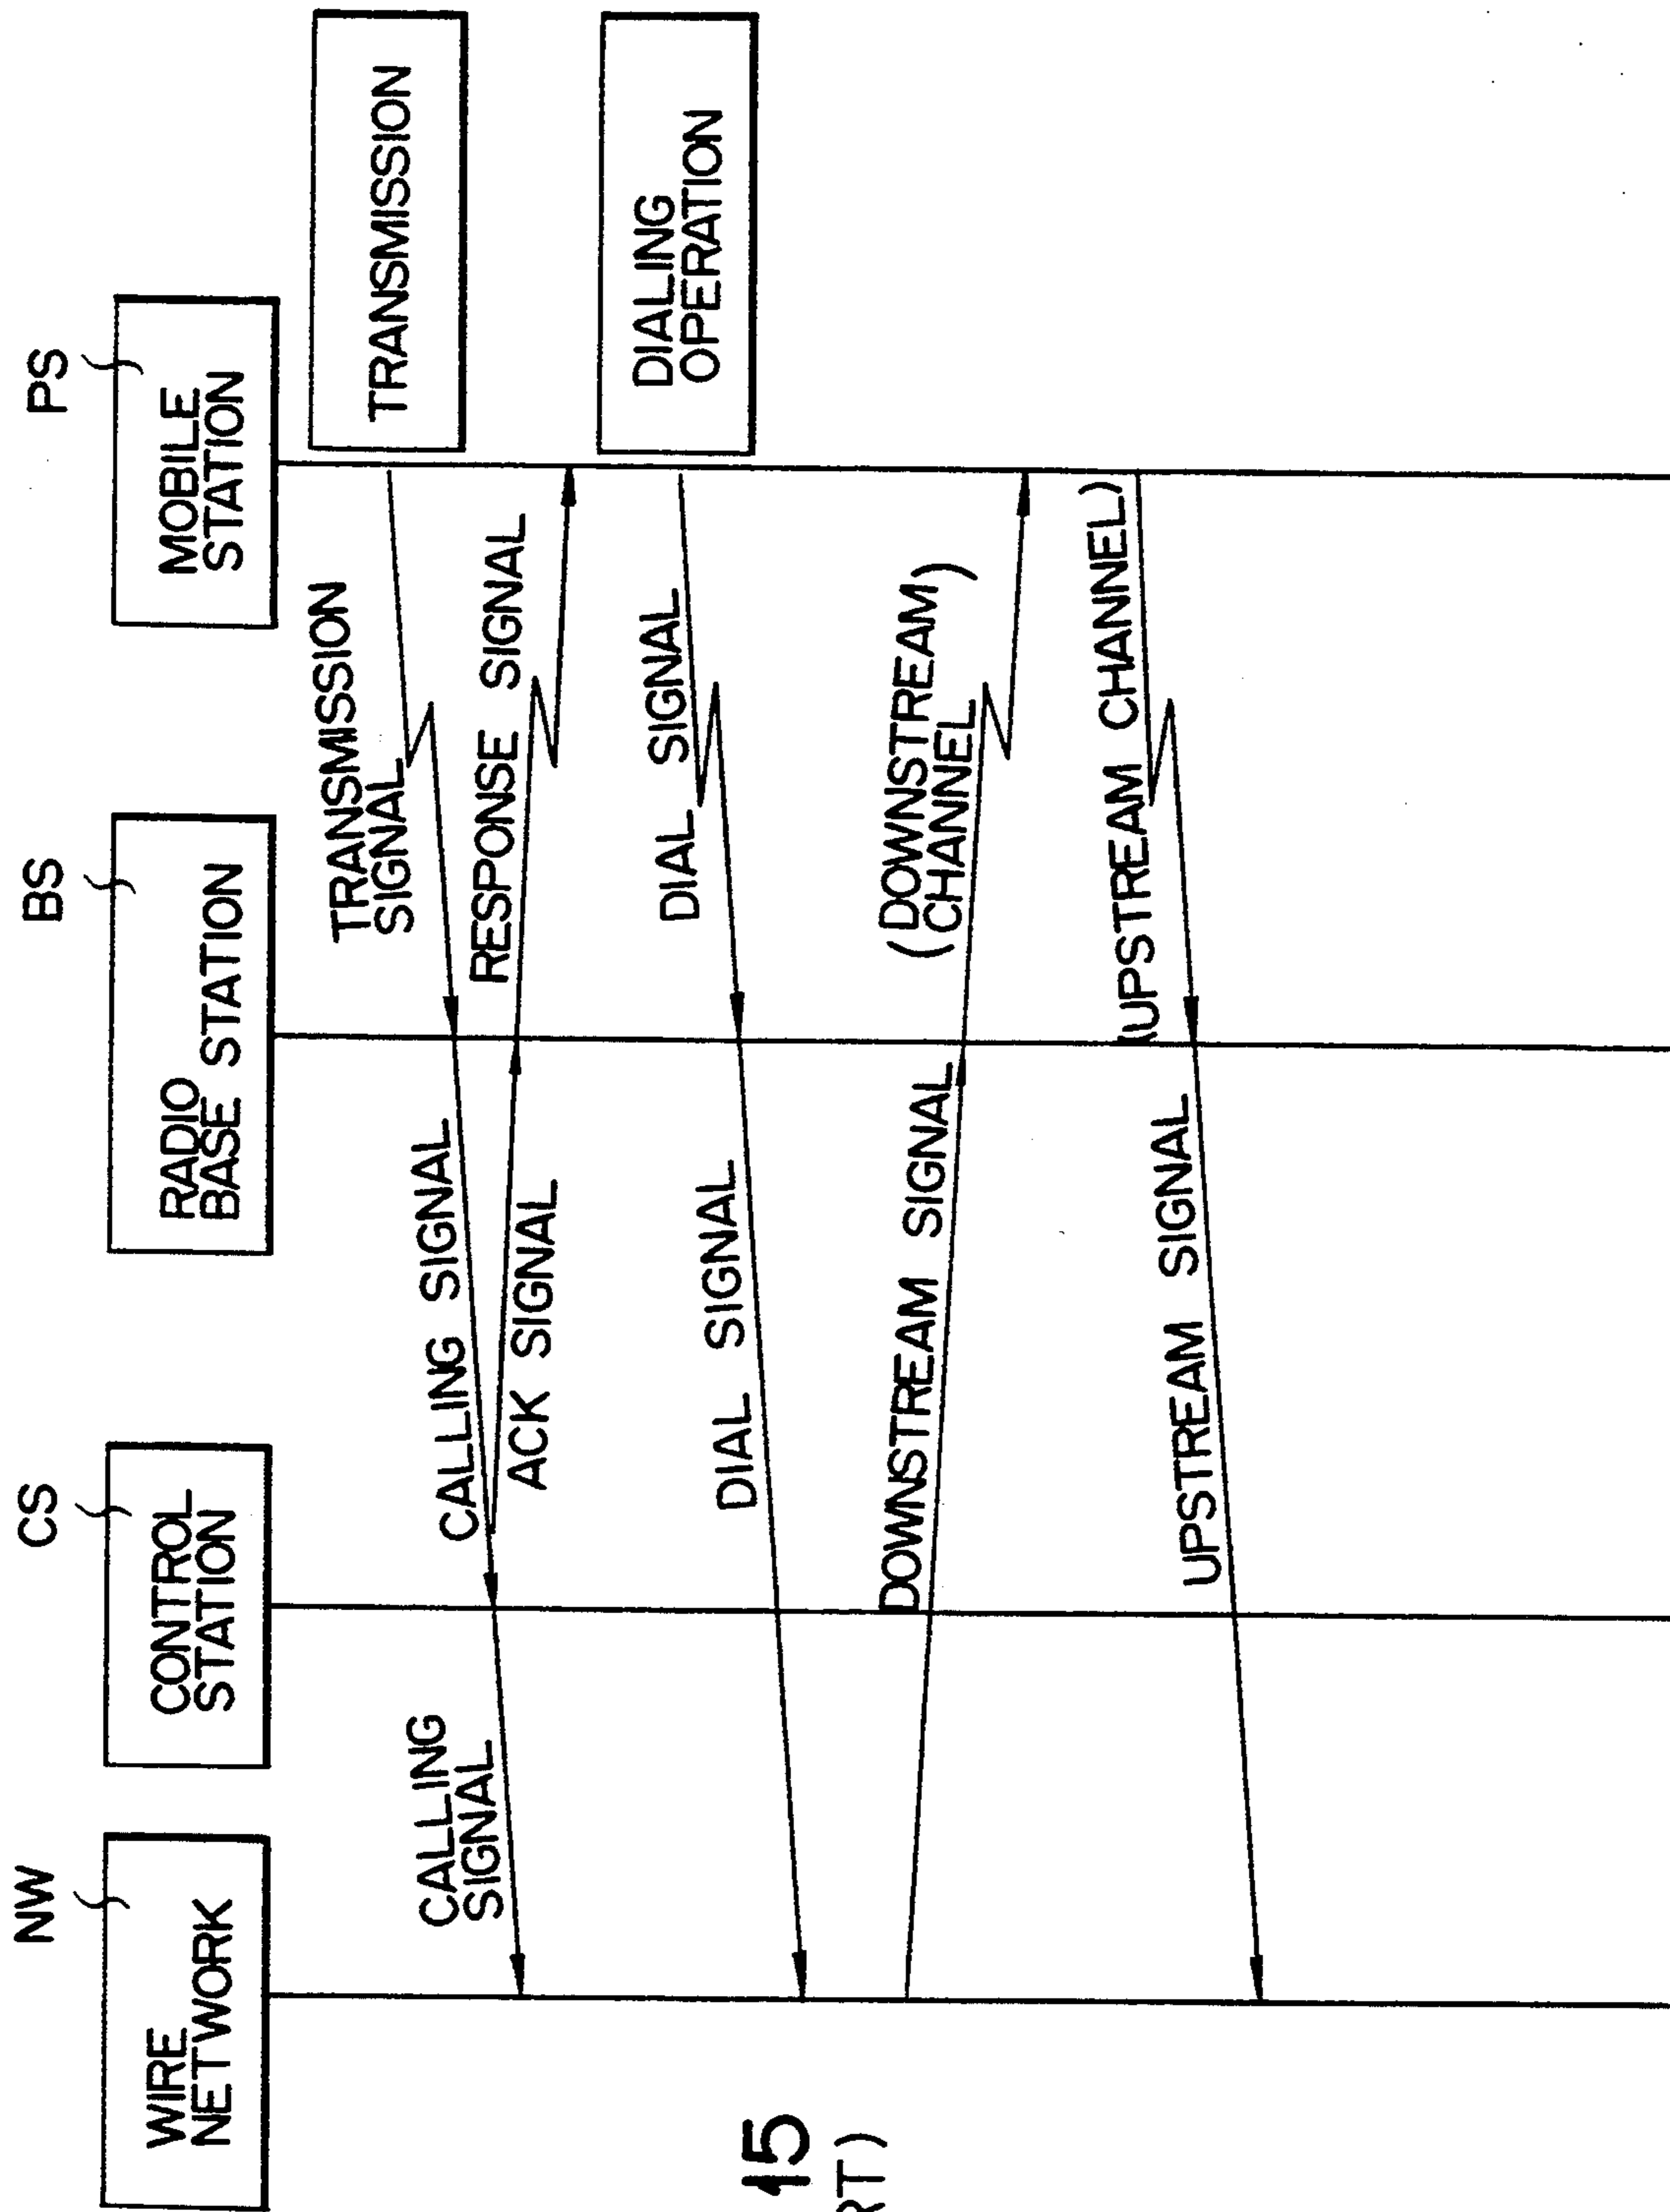 NW
CS
BS
PS
WIRE
NETWORK
CONTROL
STATION
RADIO
BASE STATION
MOBILE
STATION
TRANSMISSION
TRANSMISSION
SIGNAL
CALLING SIGNAL
CALLING
SIGNAL
RESPONSE SIGNAL
ACK SIGNAL
DIALING
OPERATION
DIAL SIGNAL
DIAL SIGNAL
(DOWNSTREAM)
CHANNEL
DOWNSTREAM SIGNAL
(UPSTREAM CHANNEL)
UPSTREAM SIGNAL
15
RT)